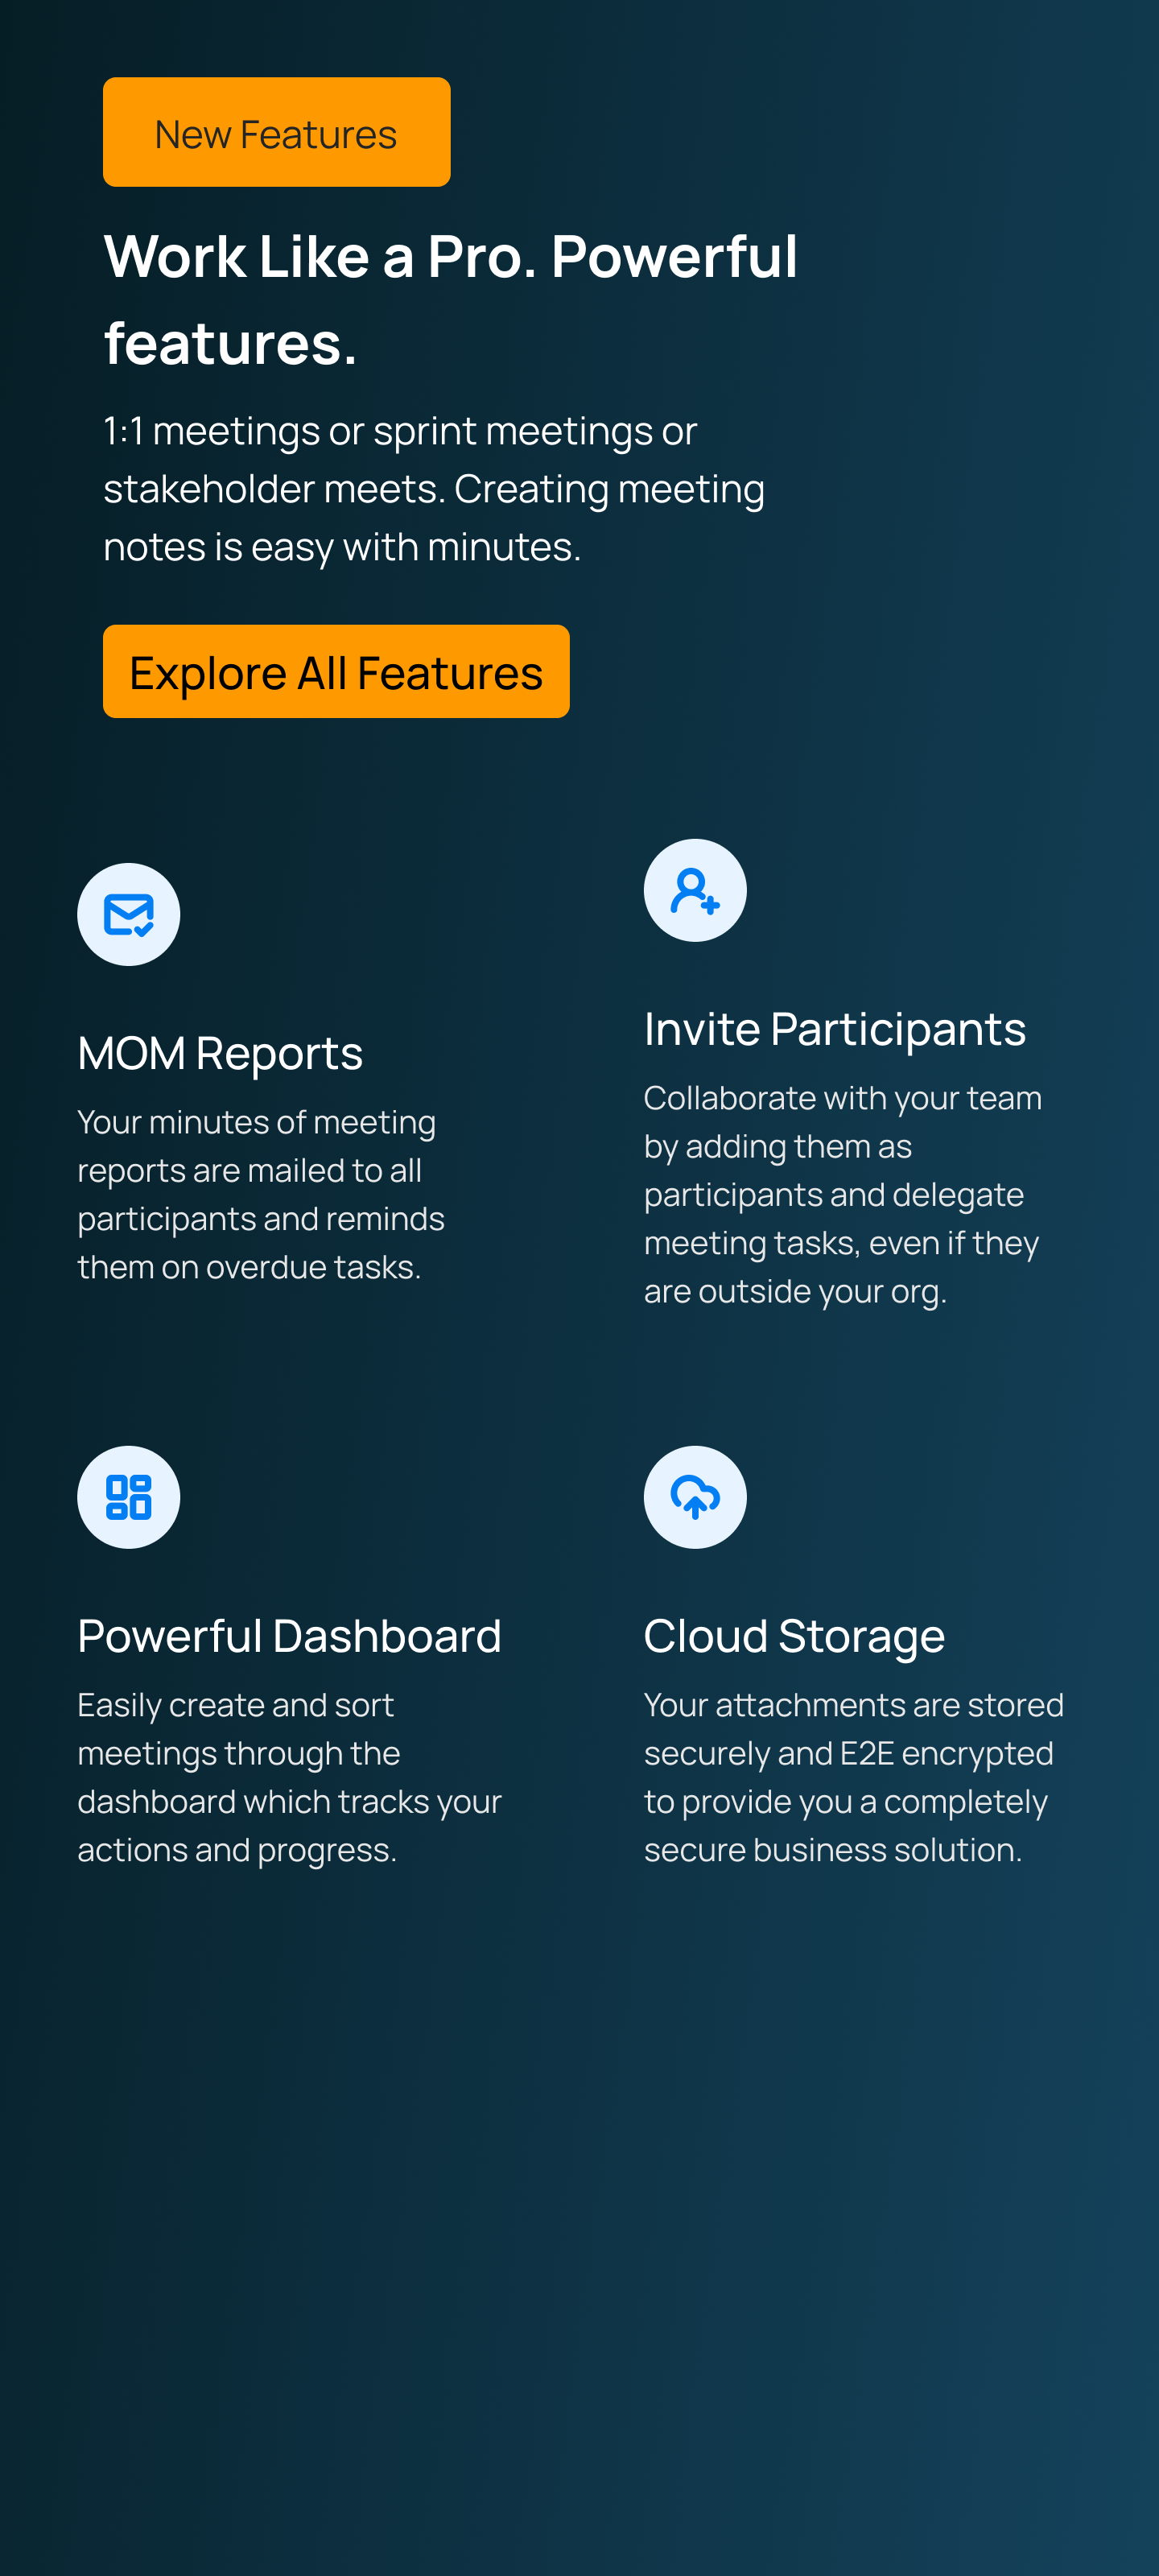 New Features
Work Like a Pro. Powerful
features.
1:1 meetings or sprint meetings or
stakeholder meets. Creating meeting
notes is easy with minutes.
Explore All Features
MOM Reports
Your minutes of meeting
reports are mailed to all
participants and reminds
them on overdue tasks.
Invite Participants
Collaborate with your team
by adding them as
participants and delegate
meeting tasks, even if they
are outside your org.
Powerful Dashboard
Easily create and sort
meetings through the
dashboard which tracks your
actions and progress.
Cloud Storage
Your attachments are stored
securely and E2E encrypted
to provide you a completely
secure business solution.